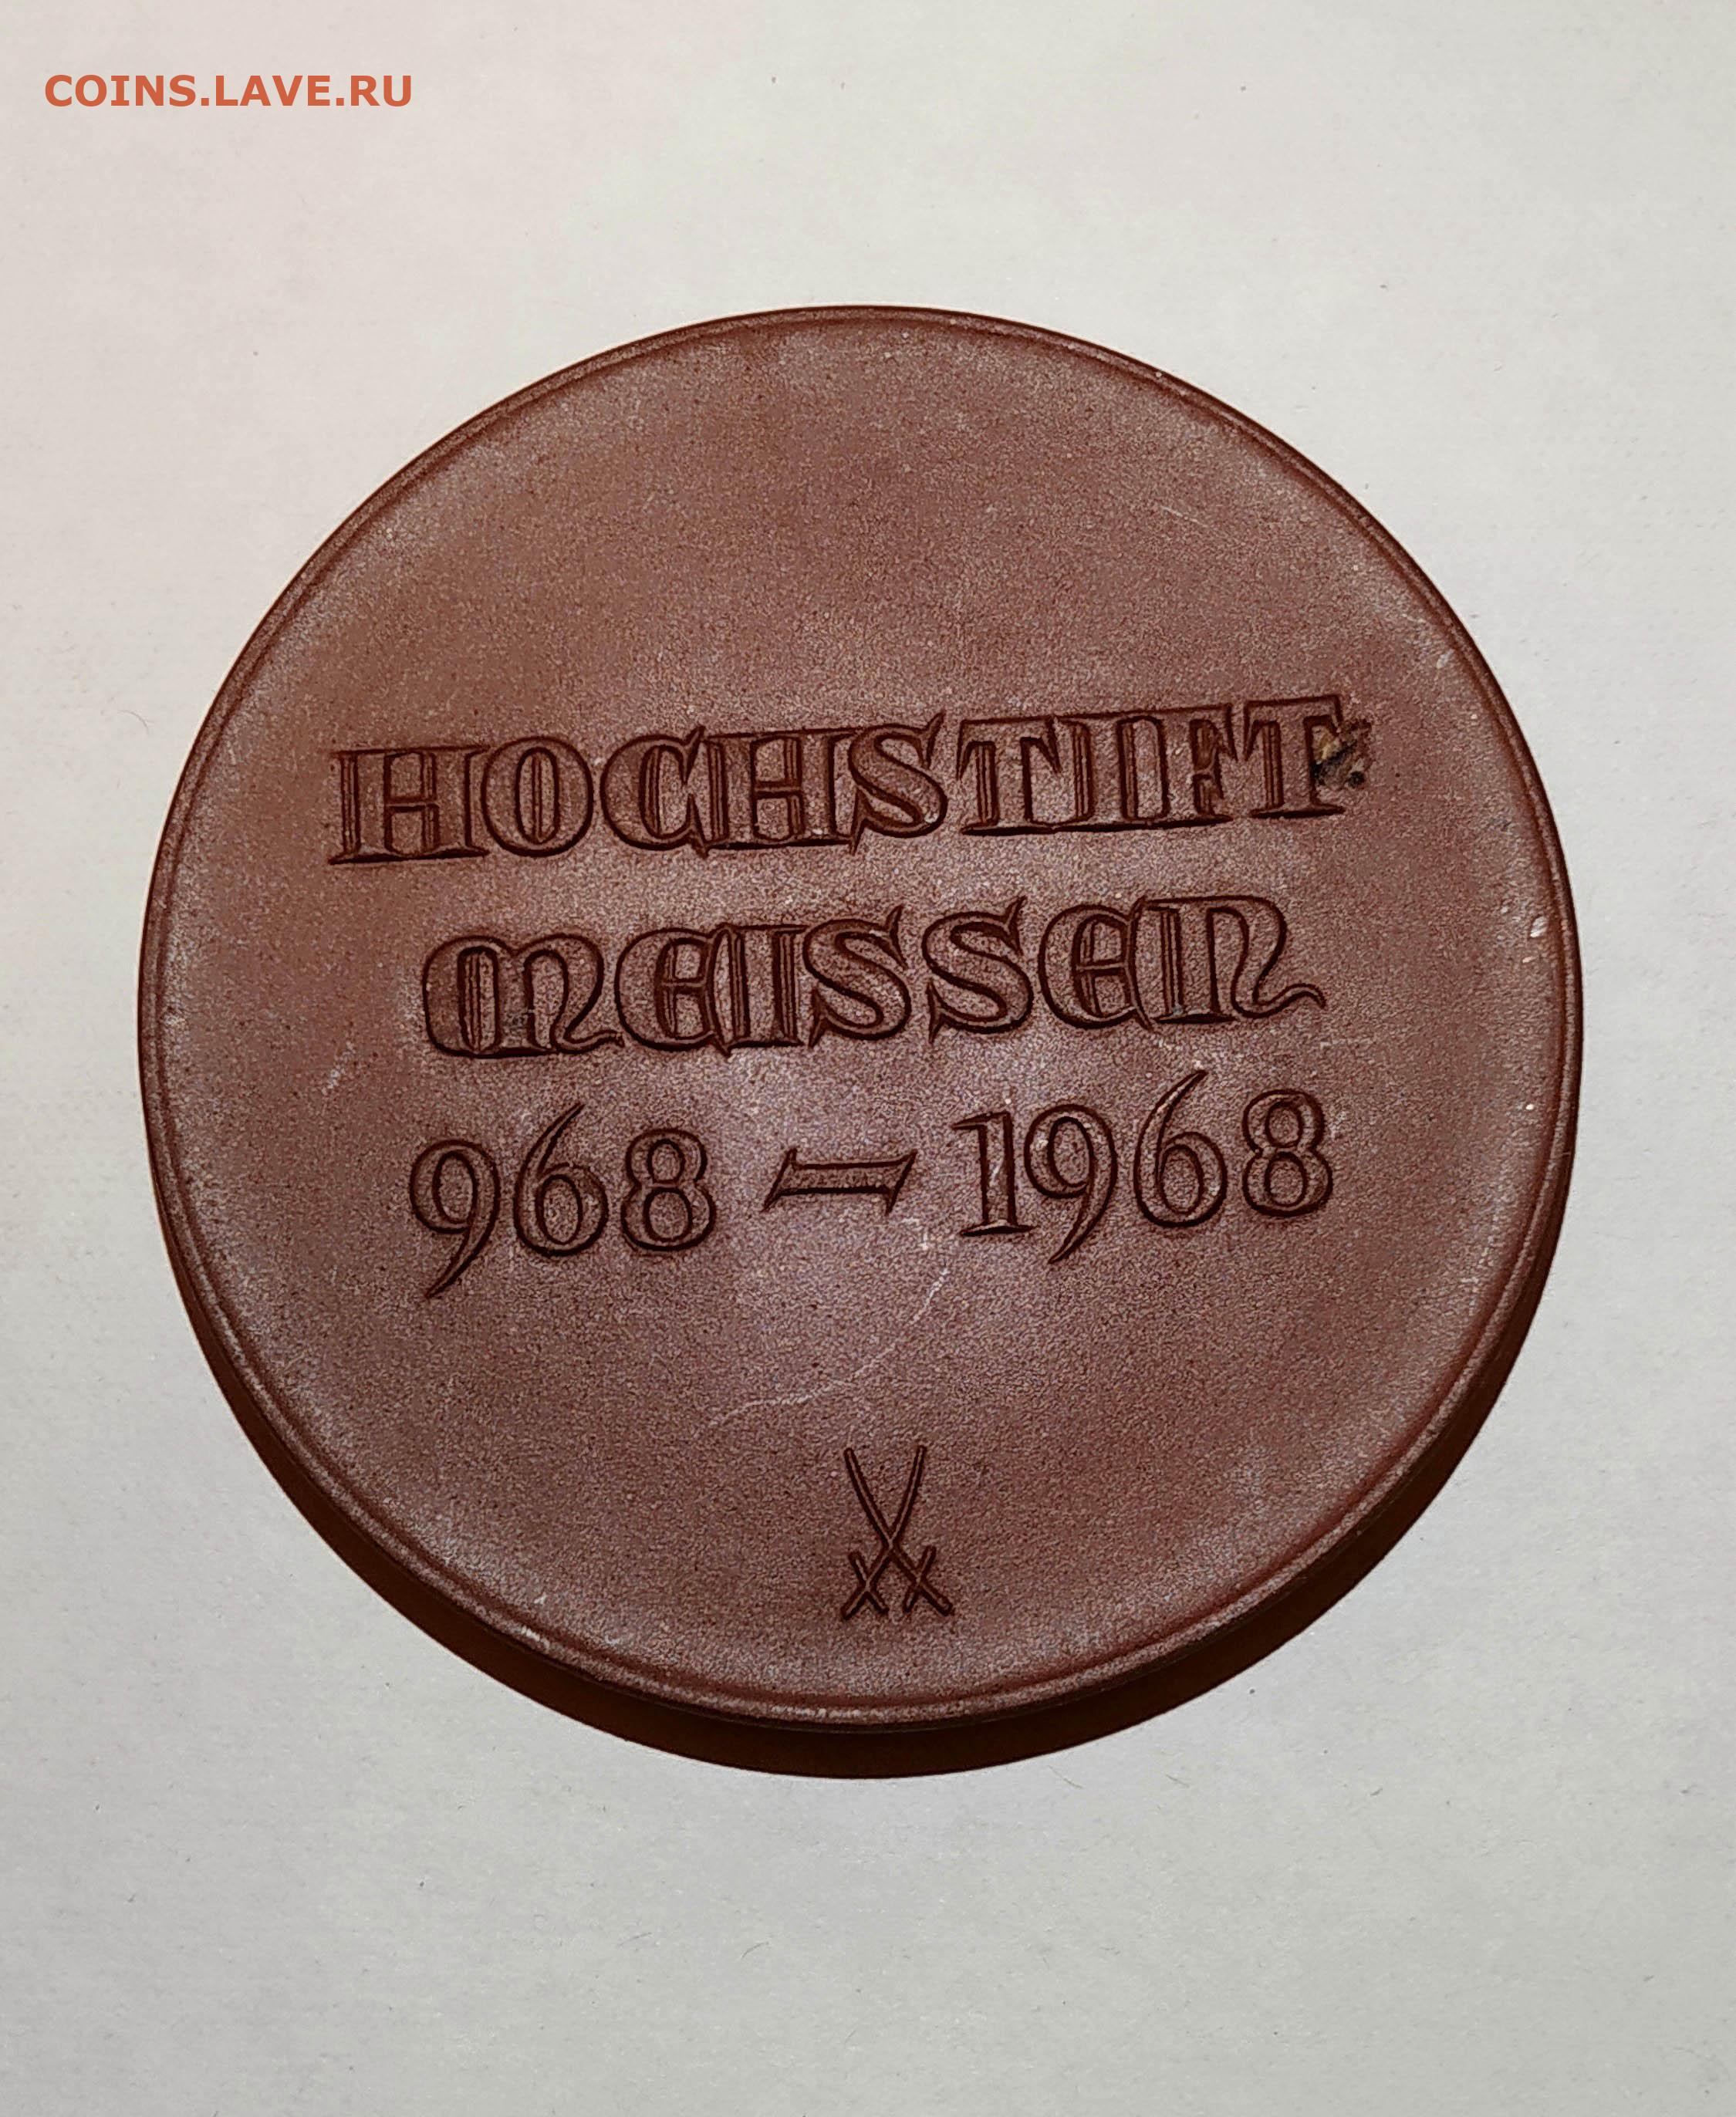 COINS.LAVE.RU
HOCHSTIFT
MEISSEN
968 – 1968